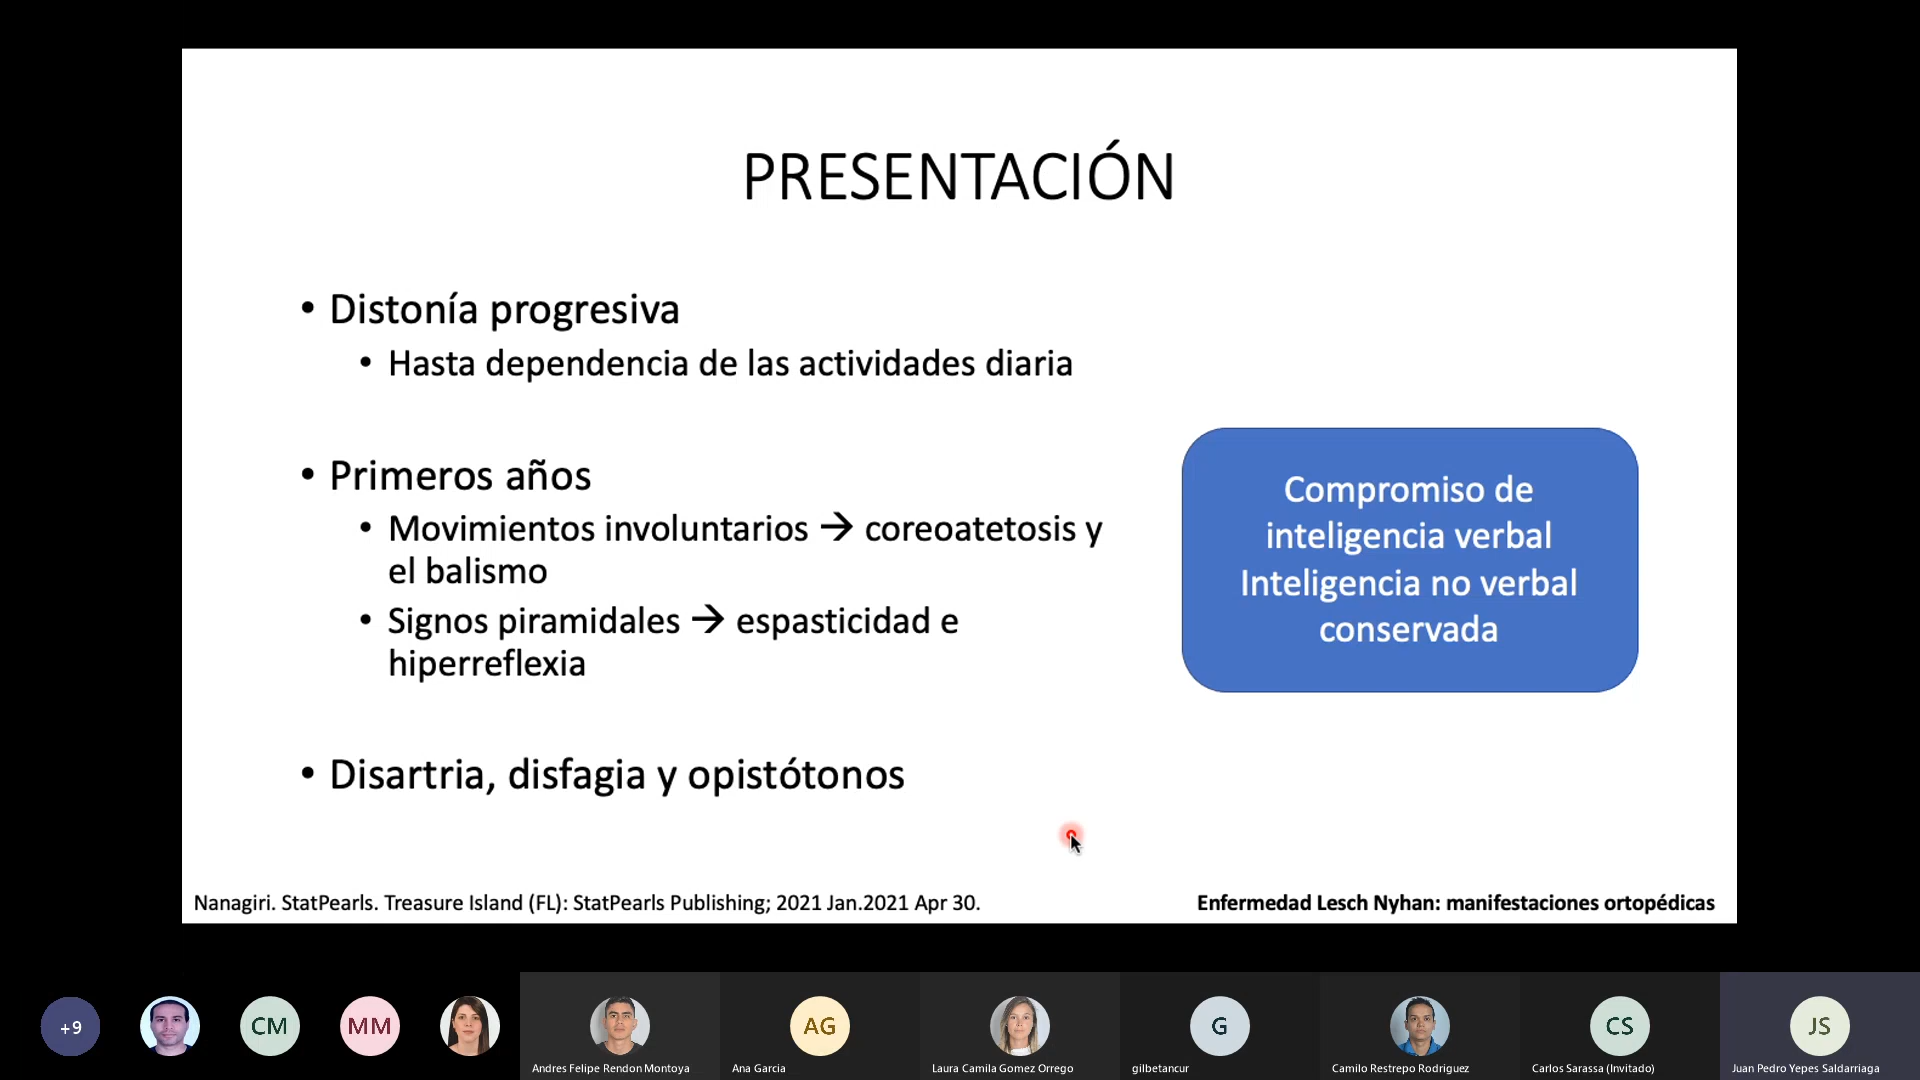 PRESENTACIÓN
• Distonía progresiva
• Hasta dependencia de las actividades diaria
• Primeros años
• Movimientos involuntarios → coreoatetosis y
el balismo
• Signos piramidales → espasticidad e
hiperreflexia
• Disartria, disfagia y opistótonos
Compromiso de
inteligencia verbal
Inteligencia no verbal
conservada
Nanagiri. StatPearls. Treasure Island (FL): StatPearls Publishing; 2021 Jan.2021 Apr 30.
Enfermedad Lesch Nyhan: manifestaciones ortopédicas
+9
CM
MM
Andres Felipe Rendon Montoya
AG
Ana Garcia
Laura Camila Gomez Orrego
G
gilbetancur
Camilo Restrepo Rodriguez
CS
Carlos Sarassa (Invitado)
JS
Juan Pedro Yepes Saldarriaga